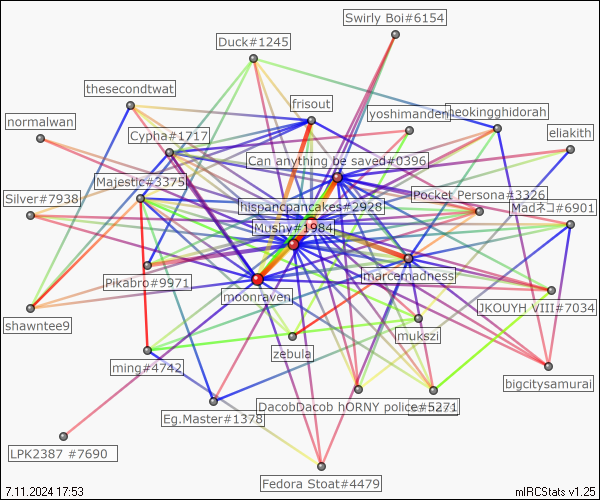 Swirly Boi#6154
Duck#1245
thesecondtwat
frisout
yoshimanden
heokingghidorah
normalwan
Cypha#1717
eliakith
Can anything be saved#0396
Majestic#3375
Silver#7938
Pocket Persona#3326
hispancpancakes#2928
Madネコ#6901
Mushy#1984
Pikabro#9971
marcemadness
moonraven
JKOUYH VIII#7034
shawntee9
mukszi
zebula
ming#4742
bigcitysamurai
DacobDacob hORNY police#5271
Eg.Master#1378
LPK2387 #7690
Fedora Stoat#4479
7.11.2024 17:53
mIRCStats v1.25